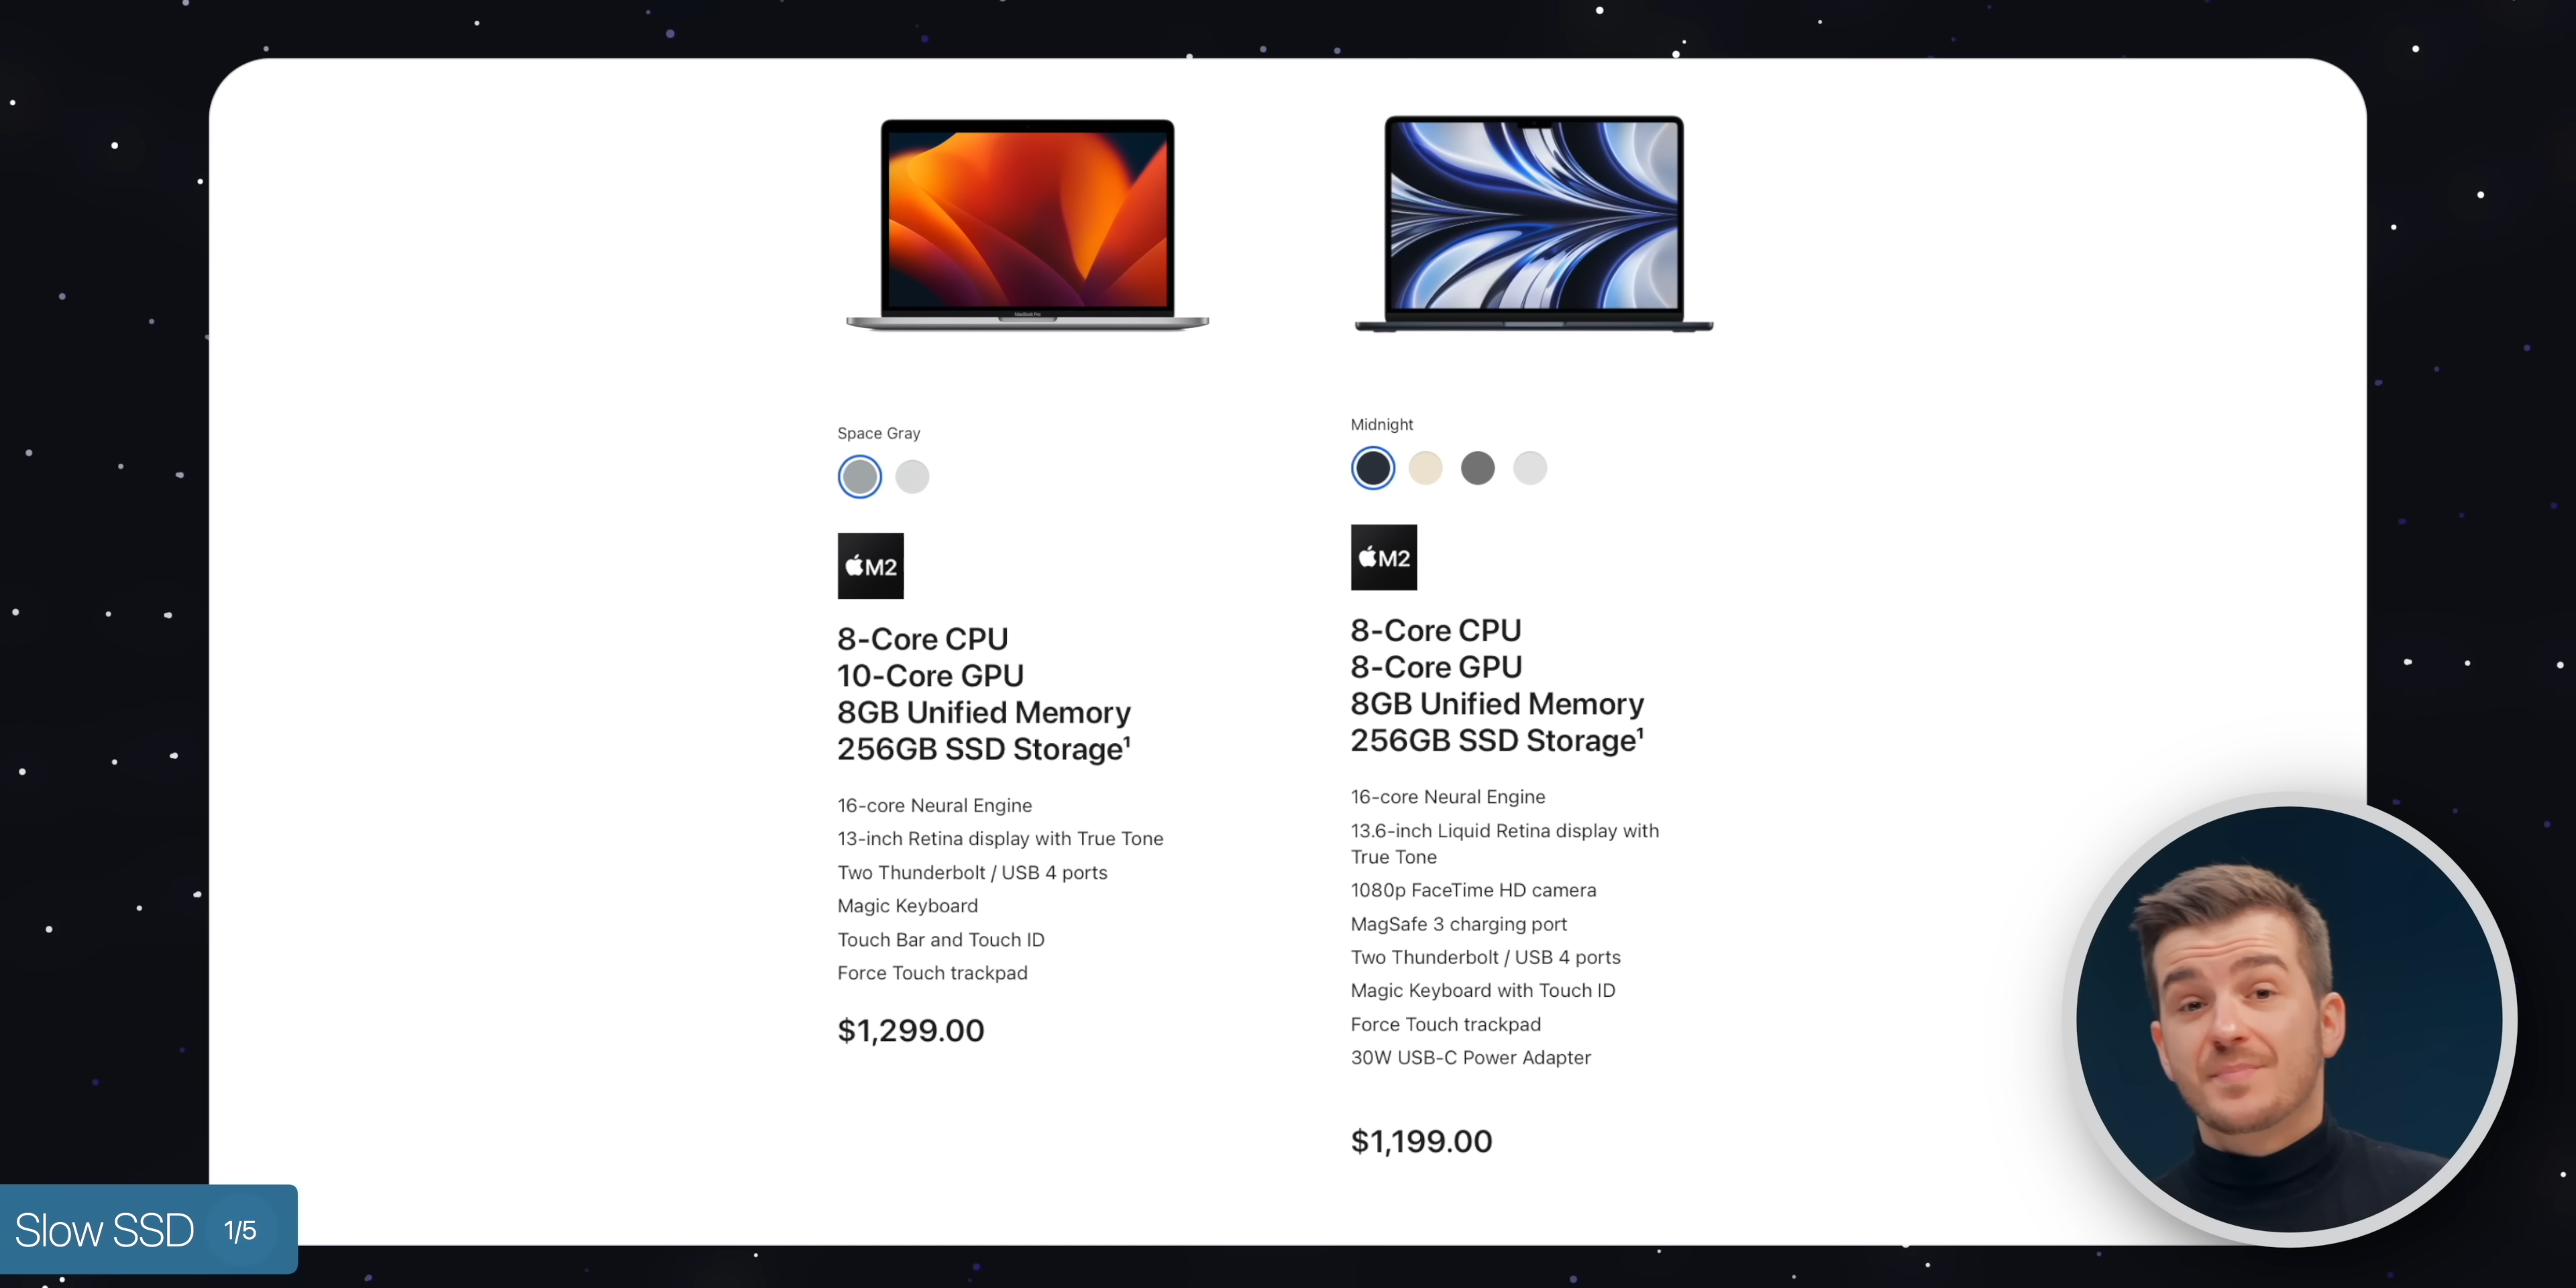 MacBook Pro
Space Gray
M2
8-Core CPU
10-Core GPU
8GB Unified Memory
256GB SSD Storage¹
16-core Neural Engine
13-inch Retina display with True Tone
Two Thunderbolt / USB 4 ports
Magic Keyboard
Touch Bar and Touch ID
Force Touch trackpad
$1,299.00
Midnight
M2
8-Core CPU
8-Core GPU
8GB Unified Memory
256GB SSD Storage¹
16-core Neural Engine
13.6-inch Liquid Retina display with
True Tone
1080p FaceTime HD camera
MagSafe 3 charging port
Two Thunderbolt / USB 4 ports
Magic Keyboard with Touch ID
Force Touch trackpad
30W USB-C Power Adapter
$1,199.00
Slow SSD 1/5